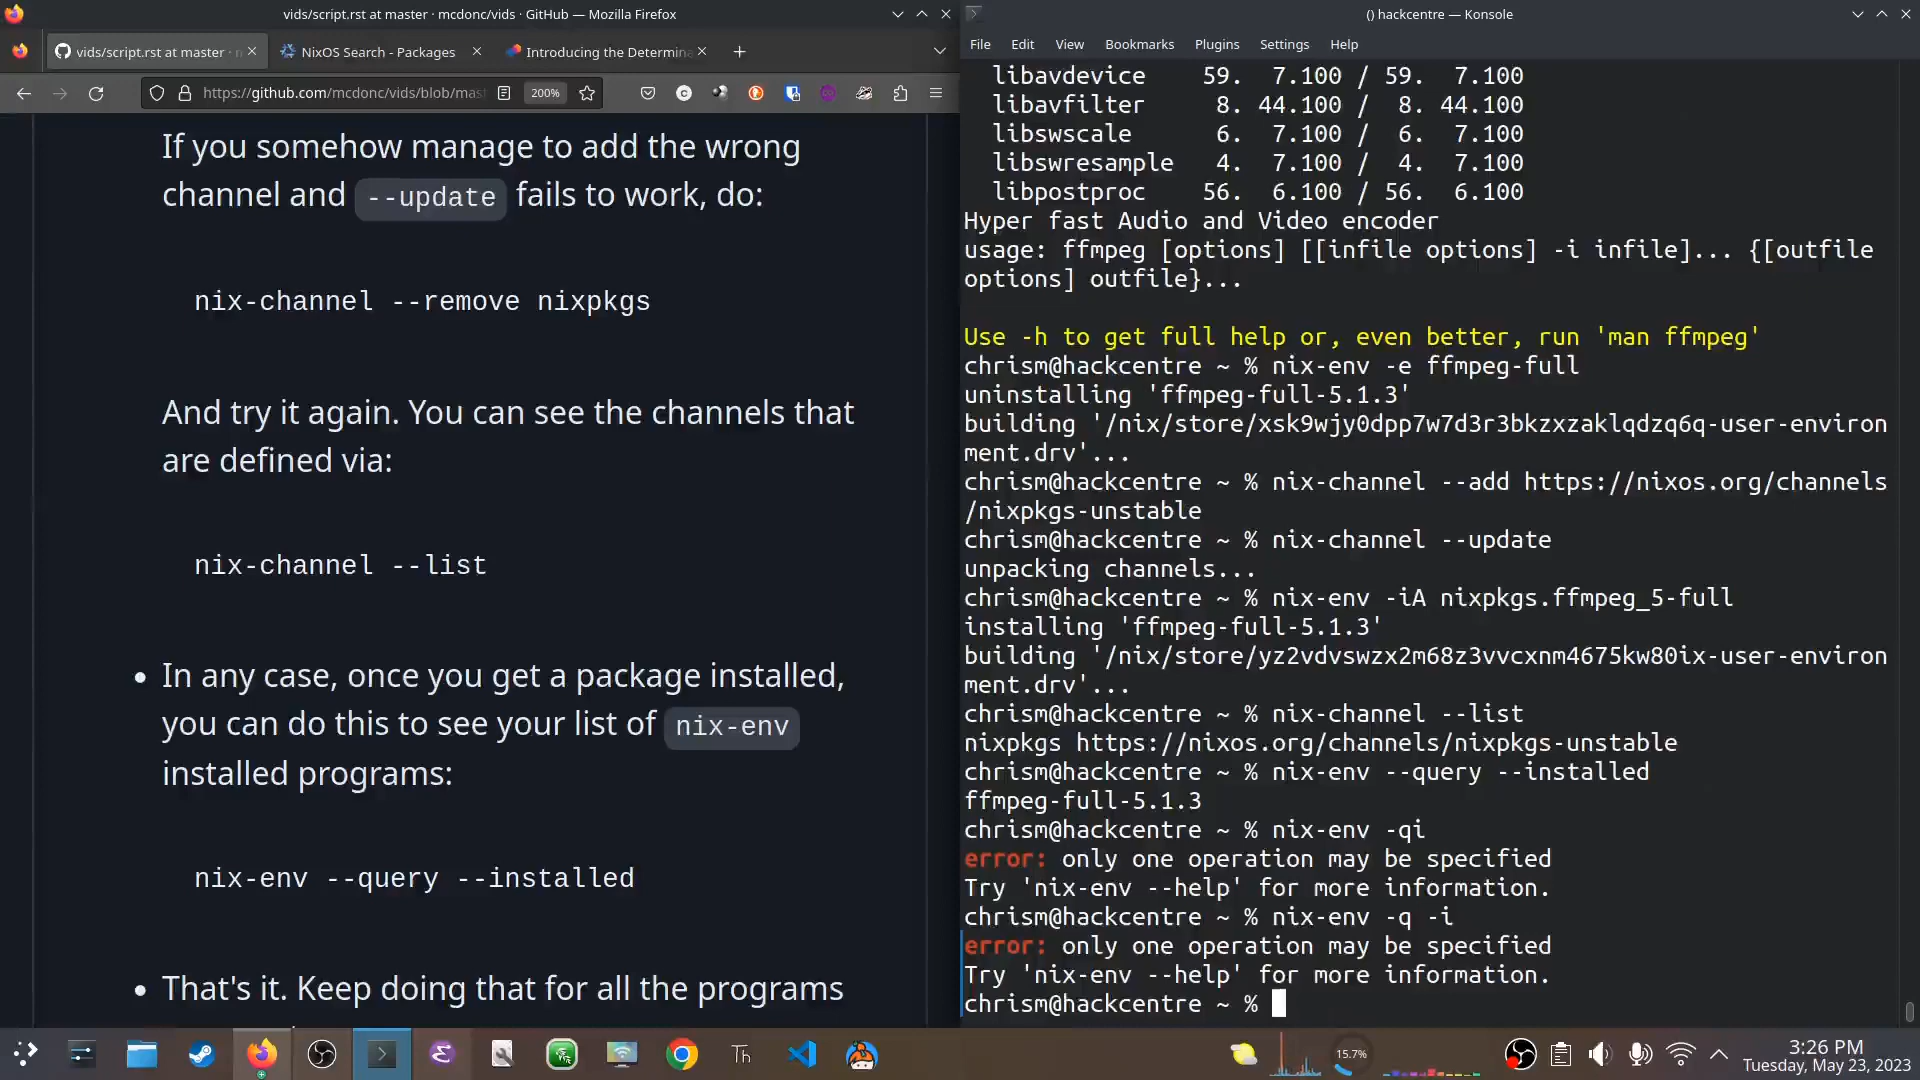 vids/script.rst at master · mcdonc/vids · GitHub — Mozilla Firefox
vids/script.rst at master ·
NixOS Search - Packages
Introducing the Determina
https://github.com/mcdonc/vids/blob/mas
200%
If you somehow manage to add the wrong
channel and --update fails to work, do:
nix-channel --remove nixpkgs
And try it again. You can see the channels that
are defined via:
nix-channel --list
• In any case, once you get a package installed,
you can do this to see your list of nix-env
installed programs:
nix-env --query --installed
• That's it. Keep doing that for all the programs
() hackcentre — Konsole
File Edit View Bookmarks Plugins Settings Help
libavdevice 59. 7.100 / 59. 7.100
libavfilter 8. 44.100 / 8. 44.100
libswscale 6. 7.100 / 6. 7.100
libswresample 4. 7.100 / 4. 7.100
libpostproc 56. 6.100 / 56. 6.100
Hyper fast Audio and Video encoder
usage: ffmpeg [options] [[infile options] -i infile]... {[outfile
options] outfile}...
Use -h to get full help or, even better, run 'man ffmpeg'
chrism@hackcentre ~ % nix-env -e ffmpeg-full
uninstalling 'ffmpeg-full-5.1.3'
building '/nix/store/xsk9wjy0dpp7w7d3r3bkzxzaklqdzq6q-user-environ
ment.drv'...
chrism@hackcentre ~ % nix-channel --add https://nixos.org/channels
/nixpkgs-unstable
chrism@hackcentre ~ % nix-channel --update
unpacking channels...
chrism@hackcentre ~ % nix-env -iA nixpkgs.ffmpeg_5-full
installing 'ffmpeg-full-5.1.3'
building '/nix/store/yz2vdvswzx2m68z3vvcxnm4675kw80ix-user-environ
ment.drv'...
chrism@hackcentre ~ % nix-channel --list
nixpkgs https://nixos.org/channels/nixpkgs-unstable
chrism@hackcentre ~ % nix-env --query --installed
ffmpeg-full-5.1.3
chrism@hackcentre ~ % nix-env -qi
error: only one operation may be specified
Try 'nix-env --help' for more information.
chrism@hackcentre ~ % nix-env -q -i
error: only one operation may be specified
Try 'nix-env --help' for more information.
chrism@hackcentre ~ %
Th
15.7%
3:26 PM
Tuesday, May 23, 2023